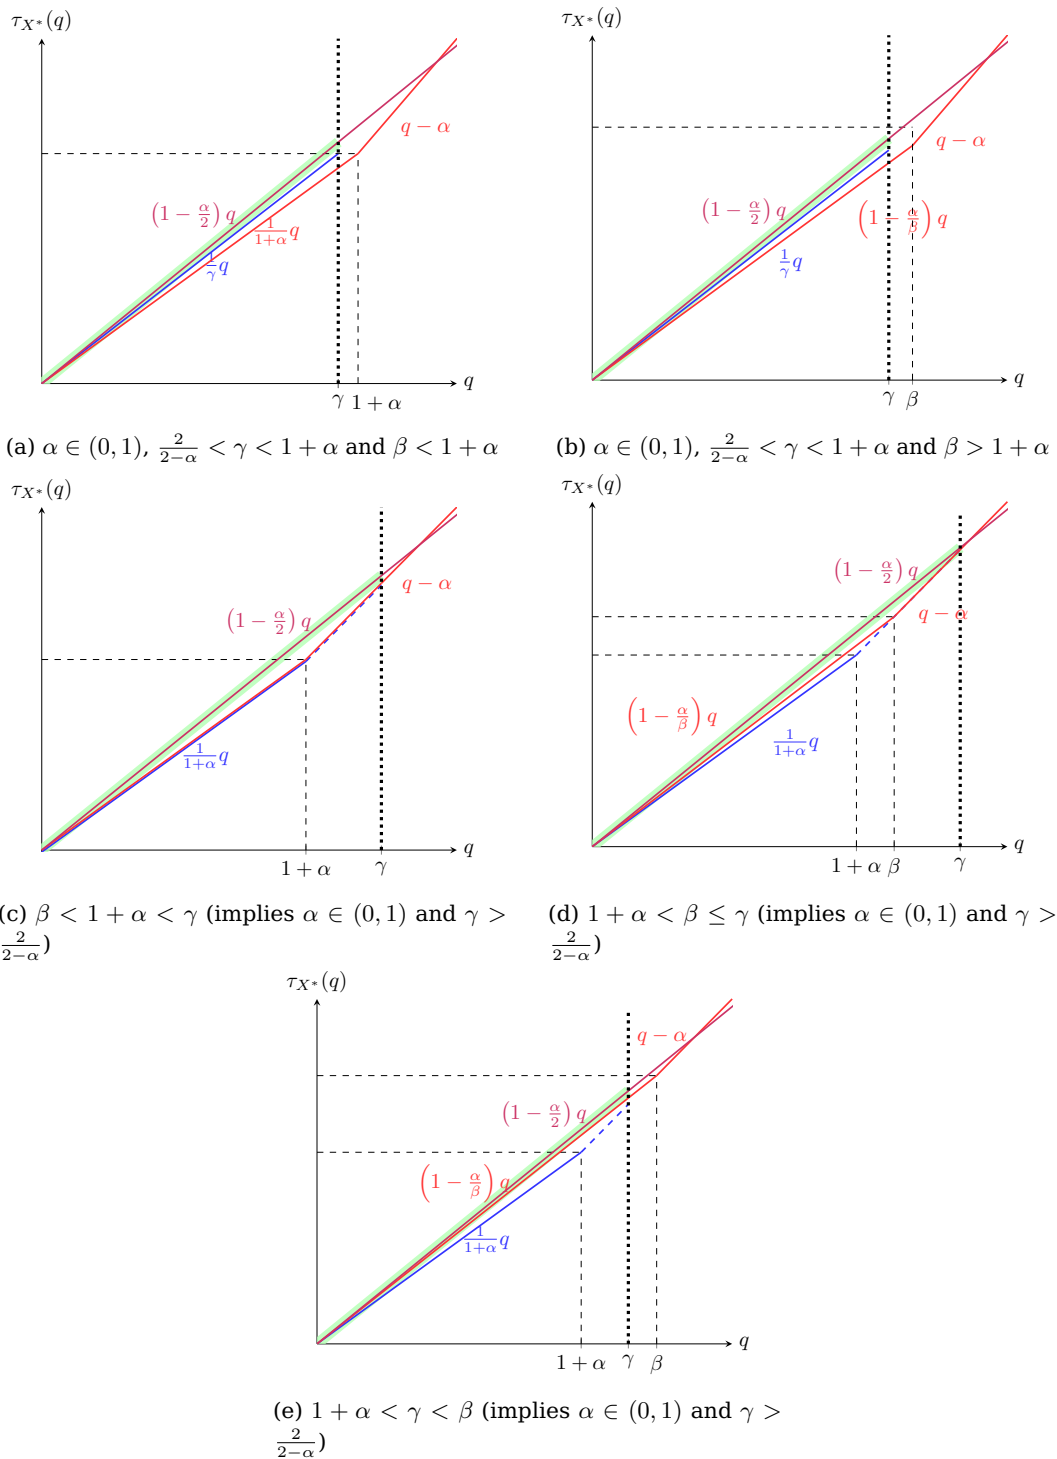 τ_{X*}(q)
q − α
(1 − α/2) q
1/(1+α) q
1/γ q
q
γ 1 + α
(a) α ∈ (0, 1), 2/(2−α) < γ < 1 + α and β < 1 + α
τ_{X*}(q)
q − α
(1 − α/2) q
(1 − α/β) q
1/γ q
q
γ β
(b) α ∈ (0, 1), 2/(2−α) < γ < 1 + α and β > 1 + α
τ_{X*}(q)
q − α
(1 − α/2) q
1/(1+α) q
q
1 + α γ
(c) β < 1 + α < γ (implies α ∈ (0, 1) and γ >
2/(2−α))
τ_{X*}(q)
(1 − α/2) q
q − α
(1 − α/β) q
1/(1+α) q
q
1 + α β γ
(d) 1 + α < β ≤ γ (implies α ∈ (0, 1) and γ >
2/(2−α))
τ_{X*}(q)
q − α
(1 − α/2) q
(1 − α/β) q
1/(1+α) q
q
1 + α γ β
(e) 1 + α < γ < β (implies α ∈ (0, 1) and γ >
2/(2−α))